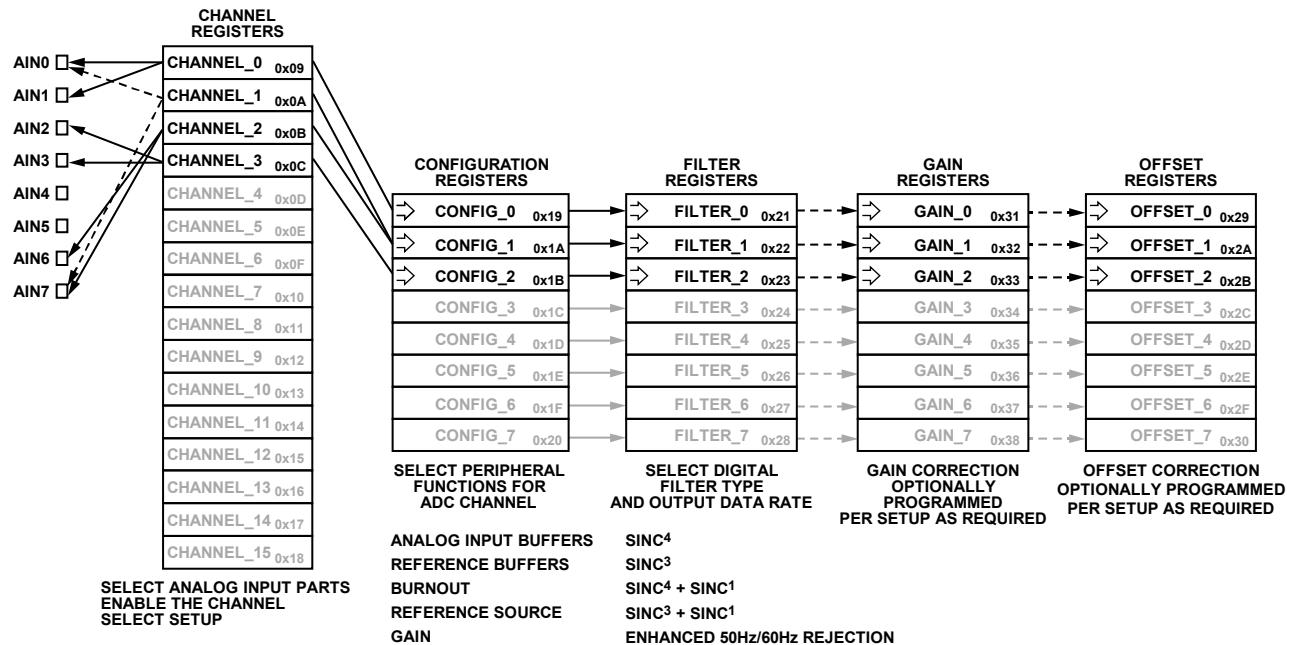 CHANNEL
REGISTERS
AIN0
AIN1
AIN2
AIN3
AIN4
AIN5
AIN6
AIN7
CHANNEL_0 0x09
CHANNEL_1 0x0A
CHANNEL_2 0x0B
CHANNEL_3 0x0C
CHANNEL_4 0x0D
CHANNEL_5 0x0E
CHANNEL_6 0x0F
CHANNEL_7 0x10
CHANNEL_8 0x11
CHANNEL_9 0x12
CHANNEL_10 0x13
CHANNEL_11 0x14
CHANNEL_12 0x15
CHANNEL_13 0x16
CHANNEL_14 0x17
CHANNEL_15 0x18
SELECT ANALOG INPUT PARTS
ENABLE THE CHANNEL
SELECT SETUP
CONFIGURATION
REGISTERS
CONFIG_0 0x19
CONFIG_1 0x1A
CONFIG_2 0x1B
CONFIG_3 0x1C
CONFIG_4 0x1D
CONFIG_5 0x1E
CONFIG_6 0x1F
CONFIG_7 0x20
SELECT PERIPHERAL
FUNCTIONS FOR
ADC CHANNEL
ANALOG INPUT BUFFERS
REFERENCE BUFFERS
BURNOUT
REFERENCE SOURCE
GAIN
FILTER
REGISTERS
FILTER_0 0x21
FILTER_1 0x22
FILTER_2 0x23
FILTER_3 0x24
FILTER_4 0x25
FILTER_5 0x26
FILTER_6 0x27
FILTER_7 0x28
SELECT DIGITAL
FILTER TYPE
AND OUTPUT DATA RATE
SINC4
SINC3
SINC4 + SINC1
SINC3 + SINC1
ENHANCED 50Hz/60Hz REJECTION
GAIN
REGISTERS
GAIN_0 0x31
GAIN_1 0x32
GAIN_2 0x33
GAIN_3 0x34
GAIN_4 0x35
GAIN_5 0x36
GAIN_6 0x37
GAIN_7 0x38
GAIN CORRECTION
OPTIONALLY
PROGRAMMED
PER SETUP AS REQUIRED
OFFSET
REGISTERS
OFFSET_0 0x29
OFFSET_1 0x2A
OFFSET_2 0x2B
OFFSET_3 0x2C
OFFSET_4 0x2D
OFFSET_5 0x2E
OFFSET_6 0x2F
OFFSET_7 0x30
OFFSET CORRECTION
OPTIONALLY PROGRAMMED
PER SETUP AS REQUIRED